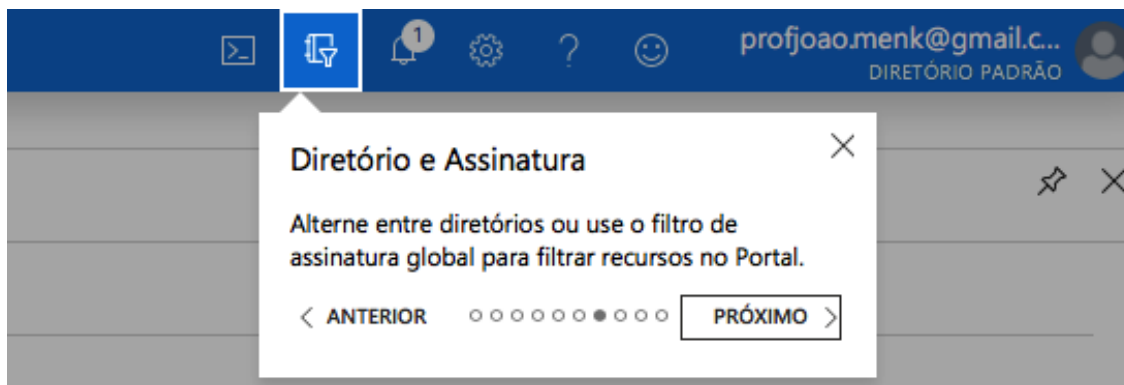 1
profjoao.menk@gmail.c...
DIRETÓRIO PADRÃO
Diretório e Assinatura
Alterne entre diretórios ou use o filtro de
assinatura global para filtrar recursos no Portal.
ANTERIOR
PRÓXIMO